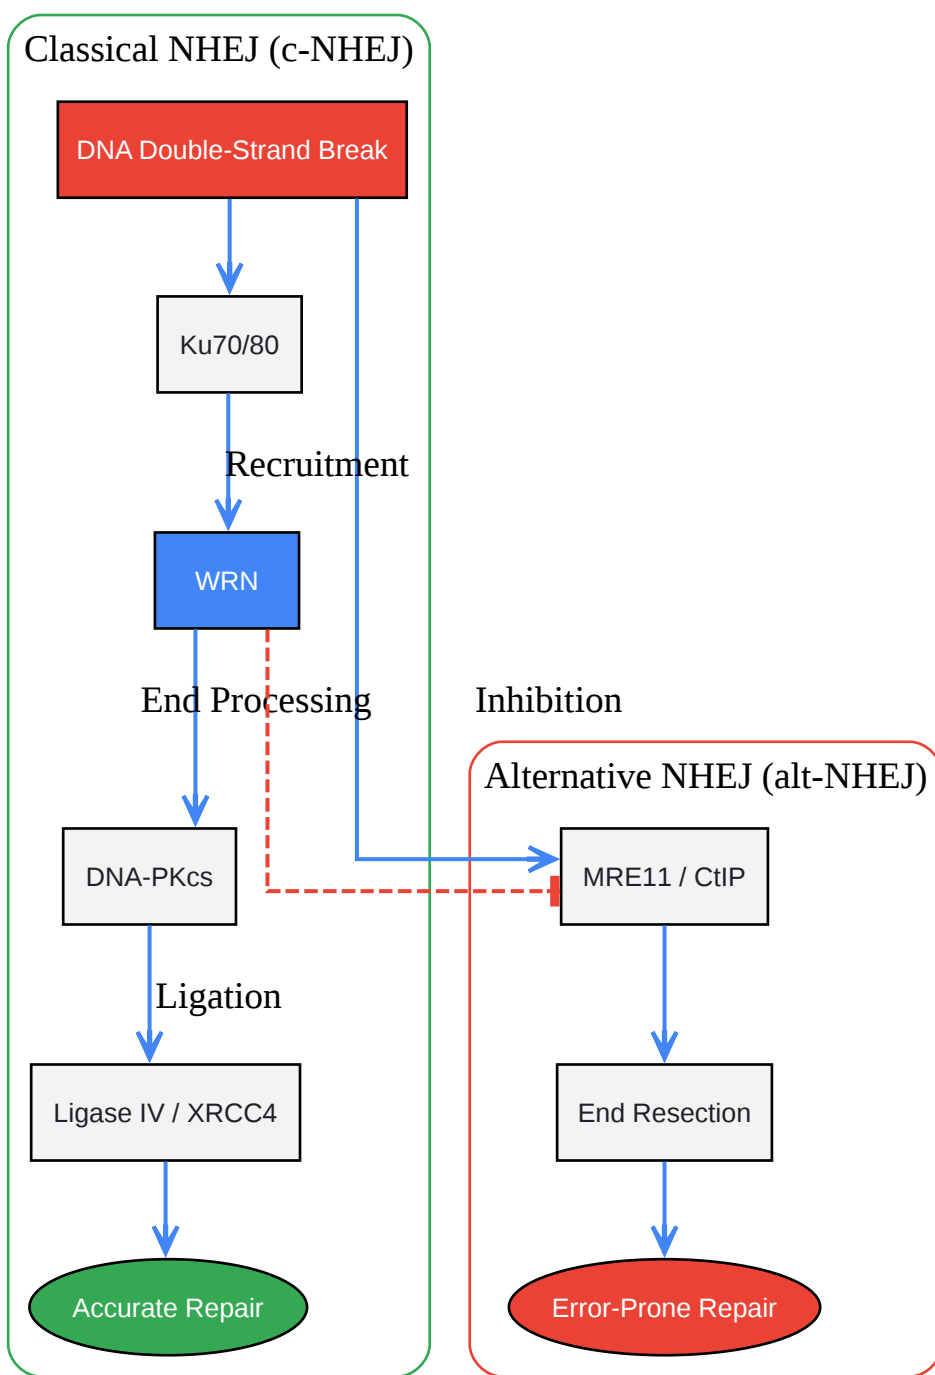 Classical NHEJ (c-NHEJ)
DNA Double-Strand Break
Ku70/80
Recruitment
WRN
End Processing
Inhibition
Alternative NHEJ (alt-NHEJ)
DNA-PKcs
MRE11 / CtIP
Ligation
Ligase IV / XRCC4
End Resection
Accurate Repair
Error-Prone Repair